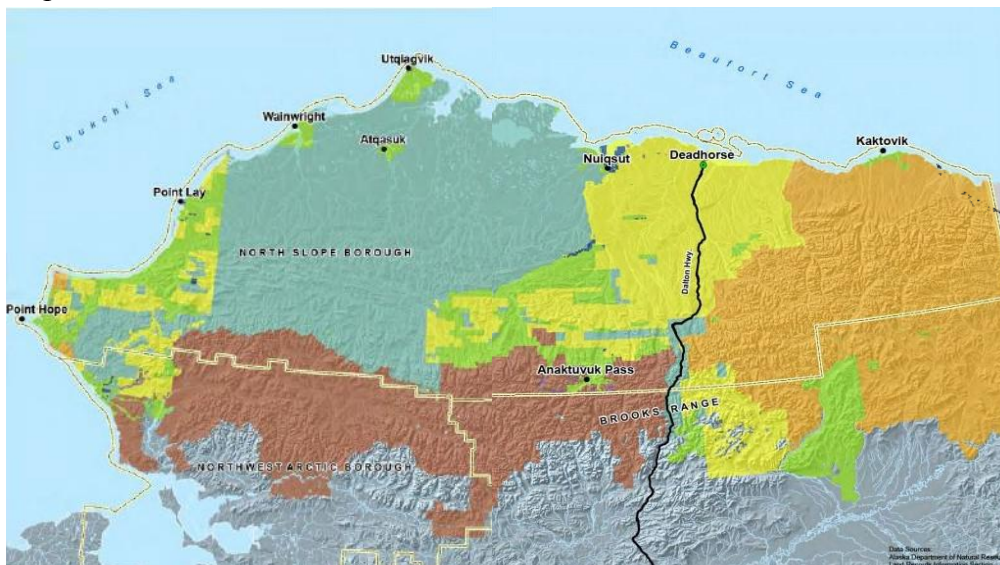 Utqiagvik
Beaufort Sea
Chukchi Sea
Wainwright
Atqasuk
Nuiqsut
Deadhorse
Kaktovik
Point Lay
NORTH SLOPE BOROUGH
Dalton Hwy
Point Hope
Anaktuvuk Pass
BROOKS RANGE
NORTHWEST ARCTIC BOROUGH
Data Sources:
Alaska Department of Natural Resou